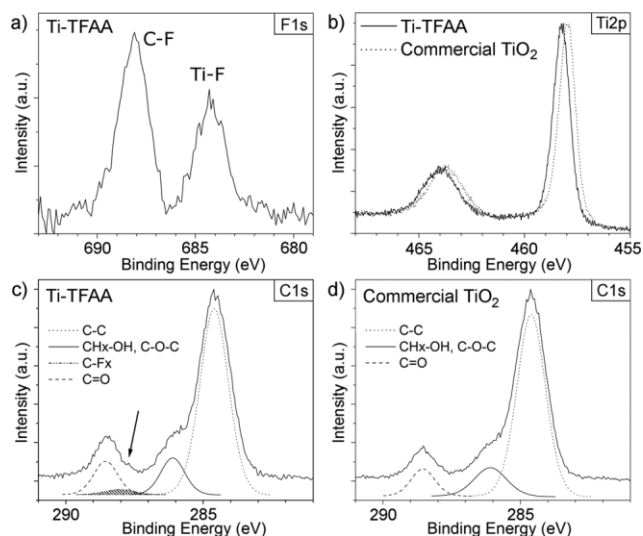 a) Ti-TFAA F1s
C-F
Ti-F
Intensity (a.u.)
690 688 684 680
Binding Energy (eV)
b) Ti2p
Ti-TFAA
Commercial TiO₂
Intensity (a.u.)
465 460 455
Binding Energy (eV)
c) Ti-TFAA C1s
C-C
CHx-OH, C-O-C
C-Fx
C=O
Intensity (a.u.)
290 285
Binding Energy (eV)
d) Commercial TiO₂ C1s
C-C
CHx-OH, C-O-C
C=O
Intensity (a.u.)
290 285
Binding Energy (eV)